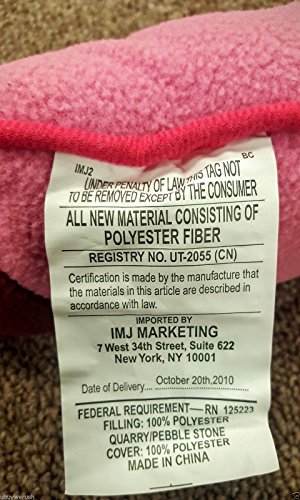 IMJ2
BC
UNDER PENALTY OF LAW THIS TAG NOT
TO BE REMOVED EXCEPT BY THE CONSUMER
ALL NEW MATERIAL CONSISTING OF
POLYESTER FIBER
REGISTRY NO. UT-2055 (CN)
Certification is made by the manufacture that
the materials in this article are described in
accordance with law.
IMPORTED BY
IMJ MARKETING
7 West 34th Street, Suite 622
New York, NY 10001
Date of Delivery.... October 20th,2010
FEDERAL REQUIREMENT—RN 125223
FILLING: 100% POLYESTER
QUARRY/PEBBLE STONE
COVER: 100% POLYESTER
MADE IN CHINA
ubuywerush